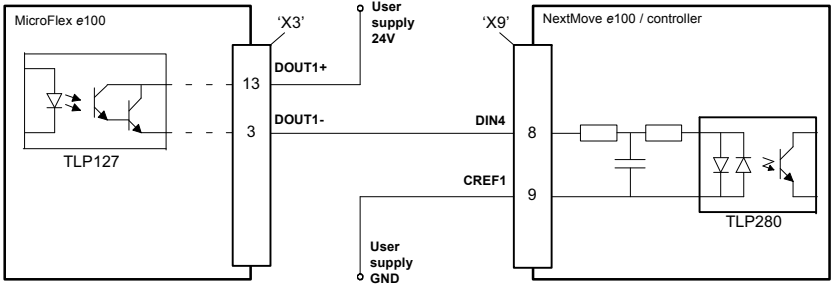 MicroFlex e100
'X3'
User
supply
24V
'X9'
NextMove e100 / controller
13
DOUT1+
3
DOUT1-
DIN4
8
TLP127
CREF1
9
TLP280
User
supply
GND